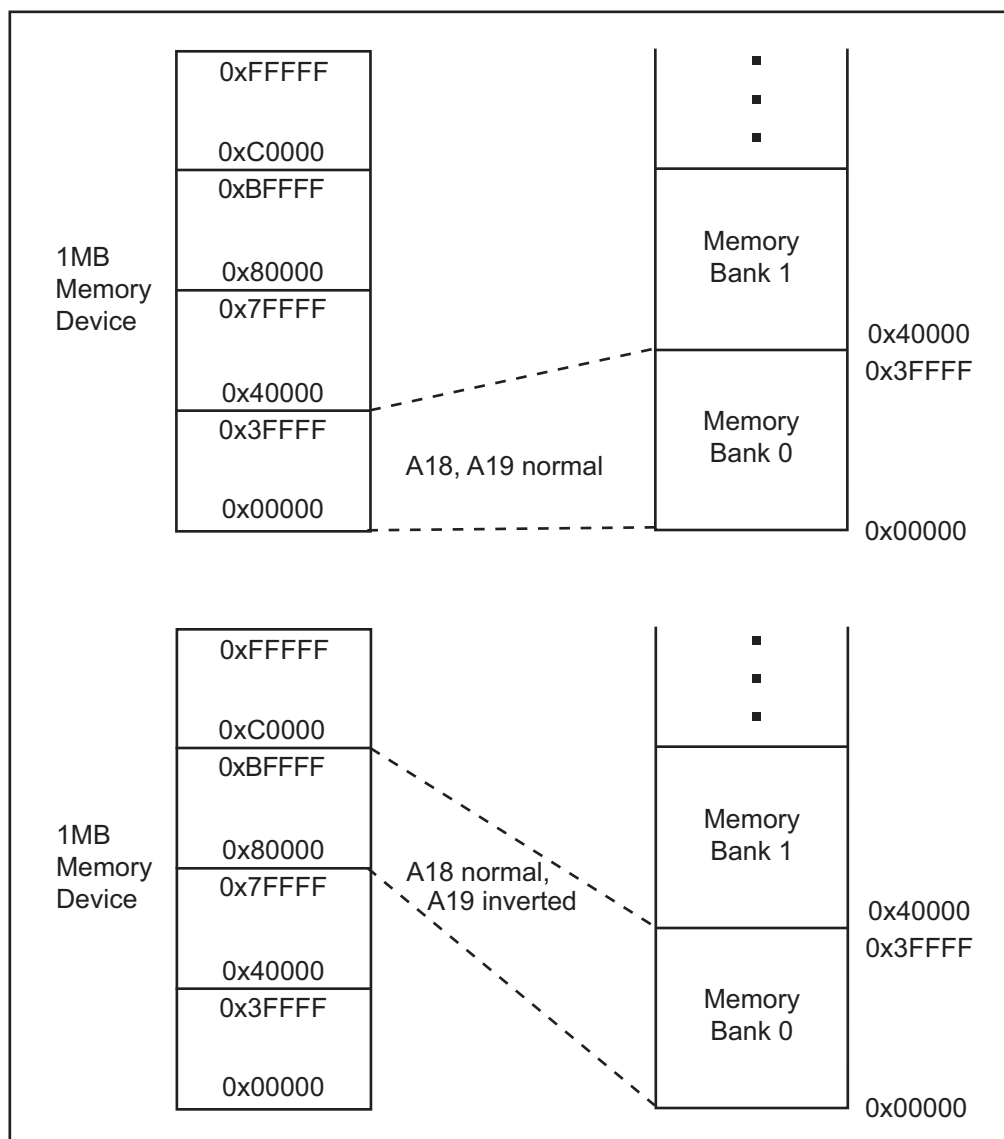 0xFFFFF
0xC0000
0xBFFFF
0x80000
0x7FFFF
0x40000
0x3FFFF
0x00000
1MB
Memory
Device
A18, A19 normal
Memory
Bank 1
0x40000
0x3FFFF
Memory
Bank 0
0x00000
0xFFFFF
0xC0000
0xBFFFF
0x80000
0x7FFFF
0x40000
0x3FFFF
0x00000
1MB
Memory
Device
A18 normal,
A19 inverted
Memory
Bank 1
0x40000
0x3FFFF
Memory
Bank 0
0x00000